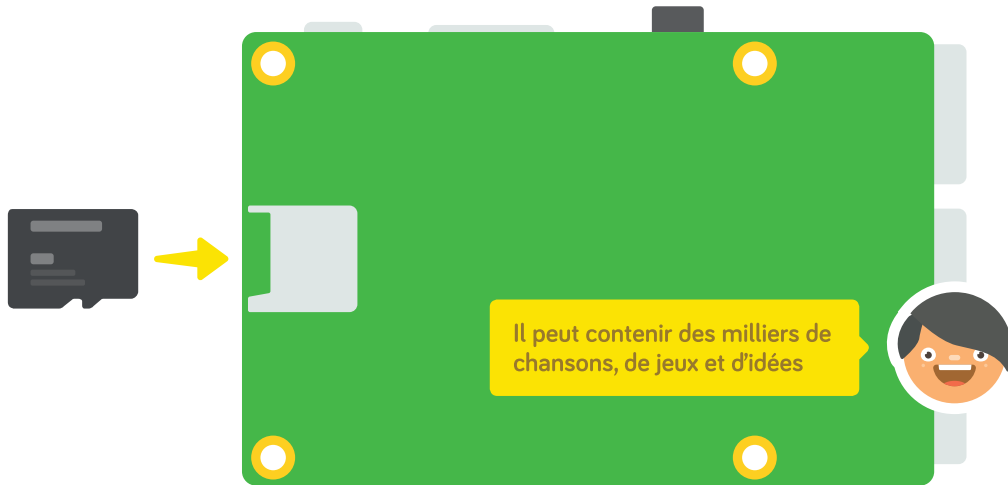 Il peut contenir des milliers de
chansons, de jeux et d’idées